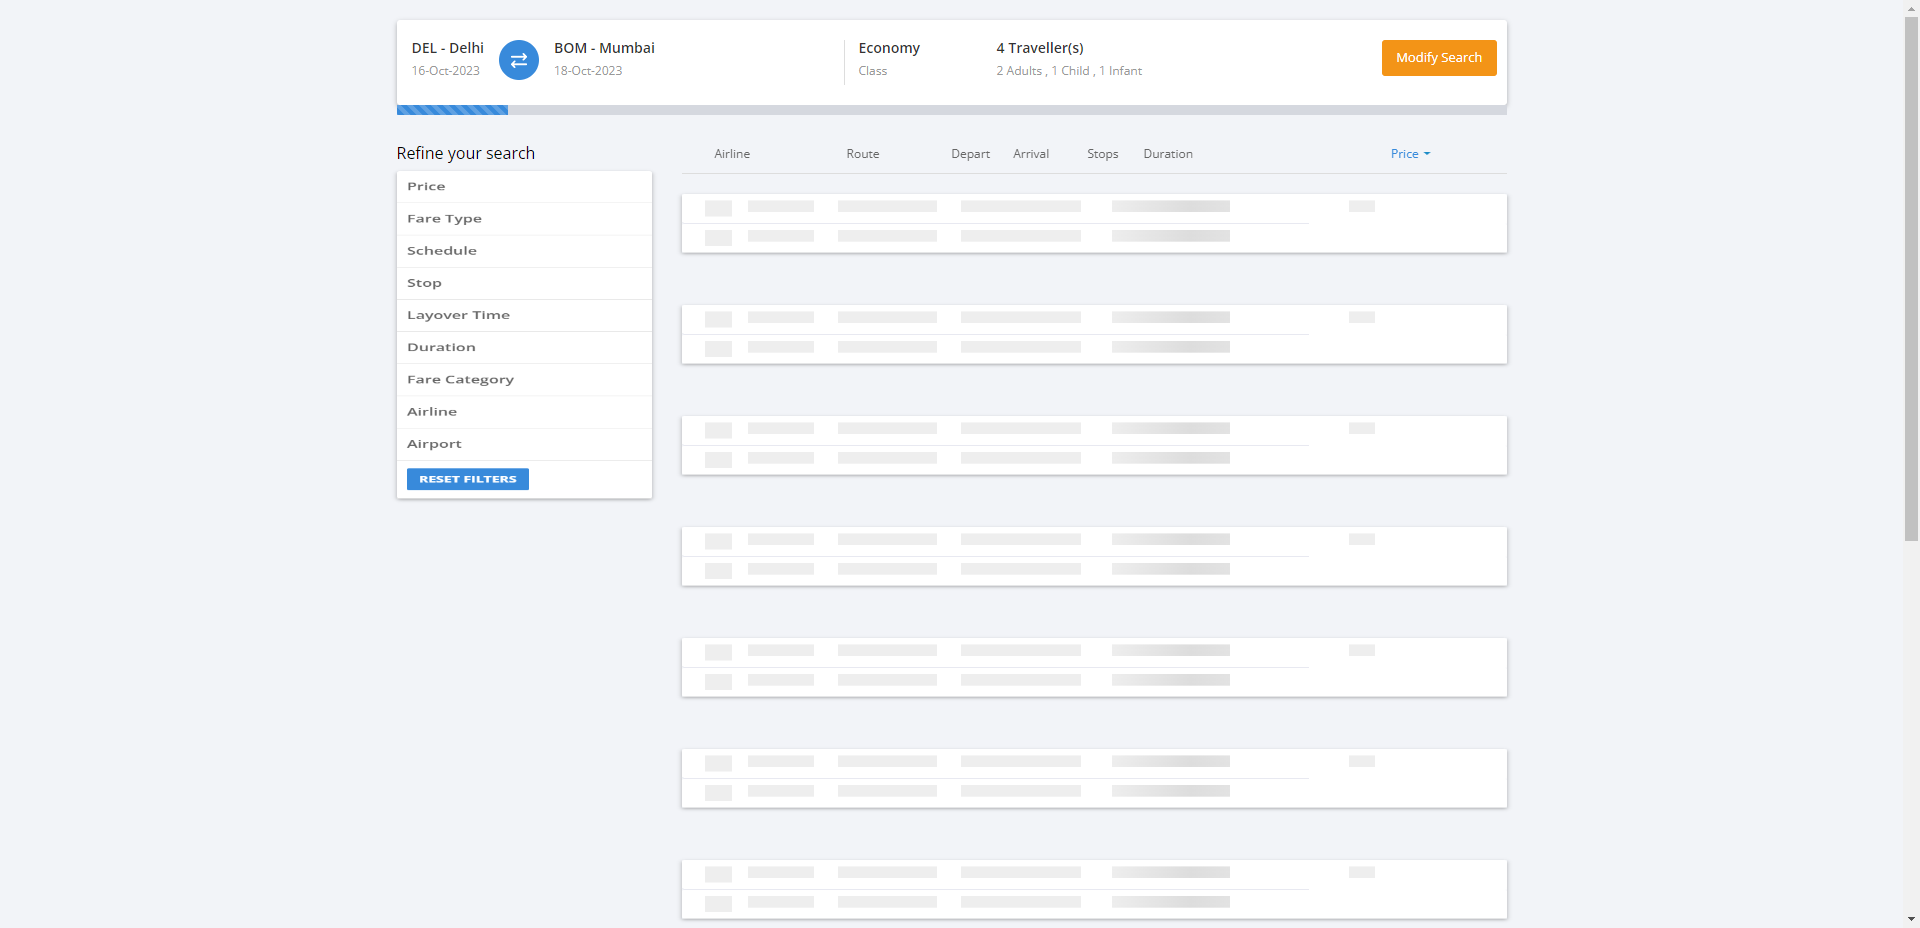 DEL - Delhi
16-Oct-2023
BOM - Mumbai
18-Oct-2023
Economy
Class
4 Traveller(s)
2 Adults , 1 Child , 1 Infant
Modify Search
Refine your search
Price
Fare Type
Schedule
Stop
Layover Time
Duration
Fare Category
Airline
Airport
RESET FILTERS
Airline Route Depart Arrival Stops Duration Price